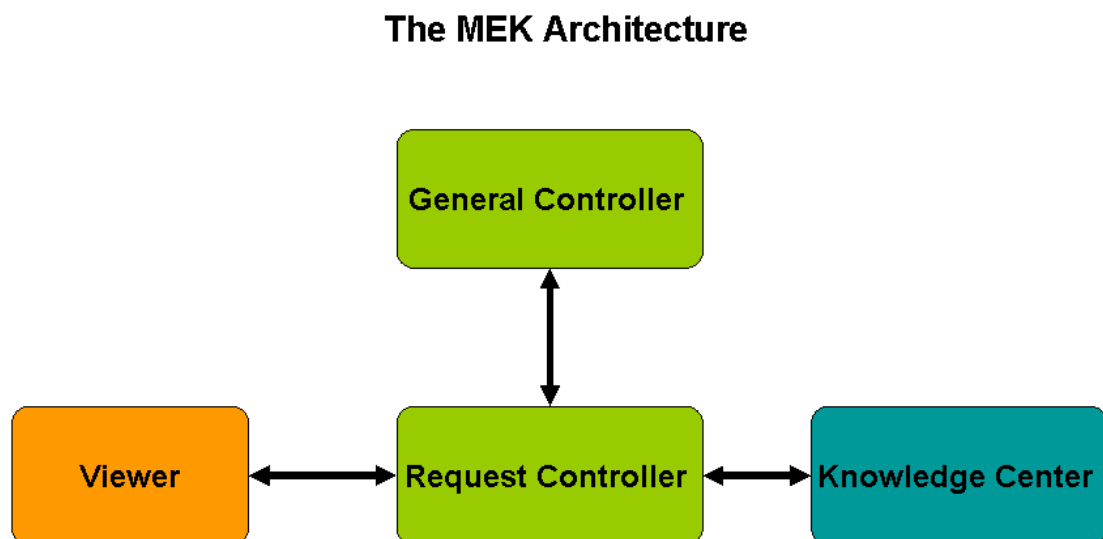 The MEK Architecture
General Controller
Viewer
Request Controller
Knowledge Center